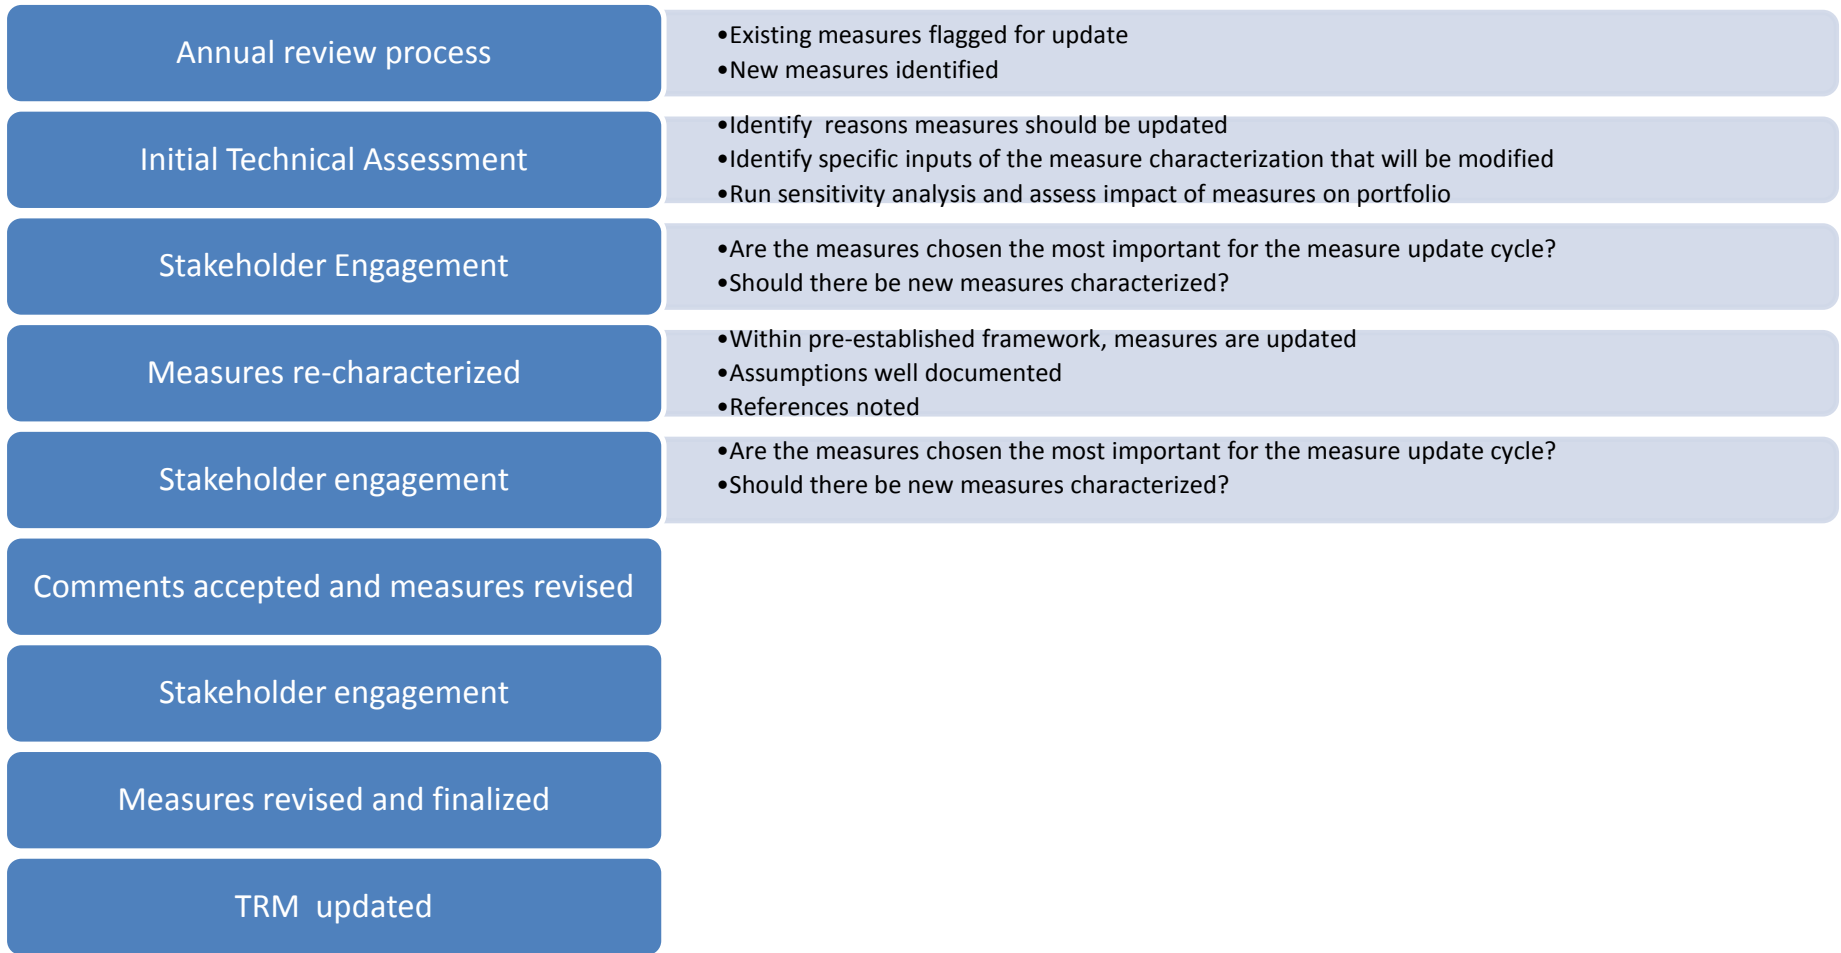 Annual review process
•Existing measures flagged for update
•New measures identified
Initial Technical Assessment
•Identify  reasons measures should be updated
•Identify specific inputs of the measure characterization that will be modified
•Run sensitivity analysis and assess impact of measures on portfolio
Stakeholder Engagement
•Are the measures chosen the most important for the measure update cycle?
•Should there be new measures characterized?
Measures re-characterized
•Within pre-established framework, measures are updated
•Assumptions well documented
•References noted
Stakeholder engagement
•Are the measures chosen the most important for the measure update cycle?
•Should there be new measures characterized?
Comments accepted and measures revised
Stakeholder engagement
Measures revised and finalized
TRM  updated